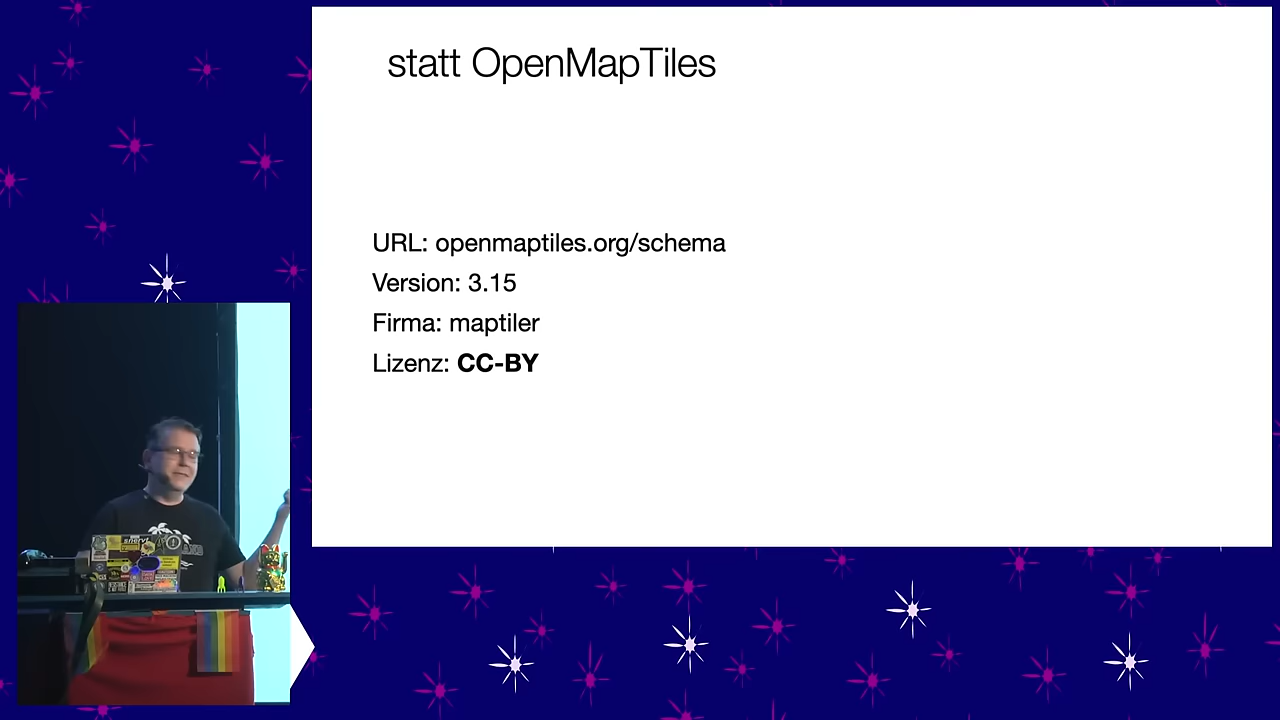 statt OpenMapTiles
URL: openmaptiles.org/schema
Version: 3.15
Firma: maptiler
Lizenz: CC-BY